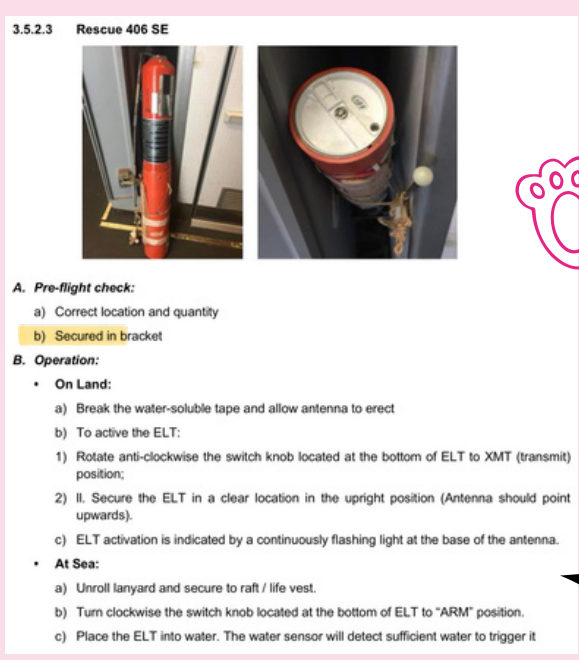 3.5.2.3 Rescue 406 SE
A. Pre-flight check:
a) Correct location and quantity
b) Secured in bracket
B. Operation:
• On Land:
a) Break the water-soluble tape and allow antenna to erect
b) To active the ELT:
1) Rotate anti-clockwise the switch knob located at the bottom of ELT to XMT (transmit)
position;
2) II. Secure the ELT in a clear location in the upright position (Antenna should point
upwards).
c) ELT activation is indicated by a continuously flashing light at the base of the antenna.
• At Sea:
a) Unroll lanyard and secure to raft / life vest.
b) Turn clockwise the switch knob located at the bottom of ELT to “ARM” position.
c) Place the ELT into water. The water sensor will detect sufficient water to trigger it